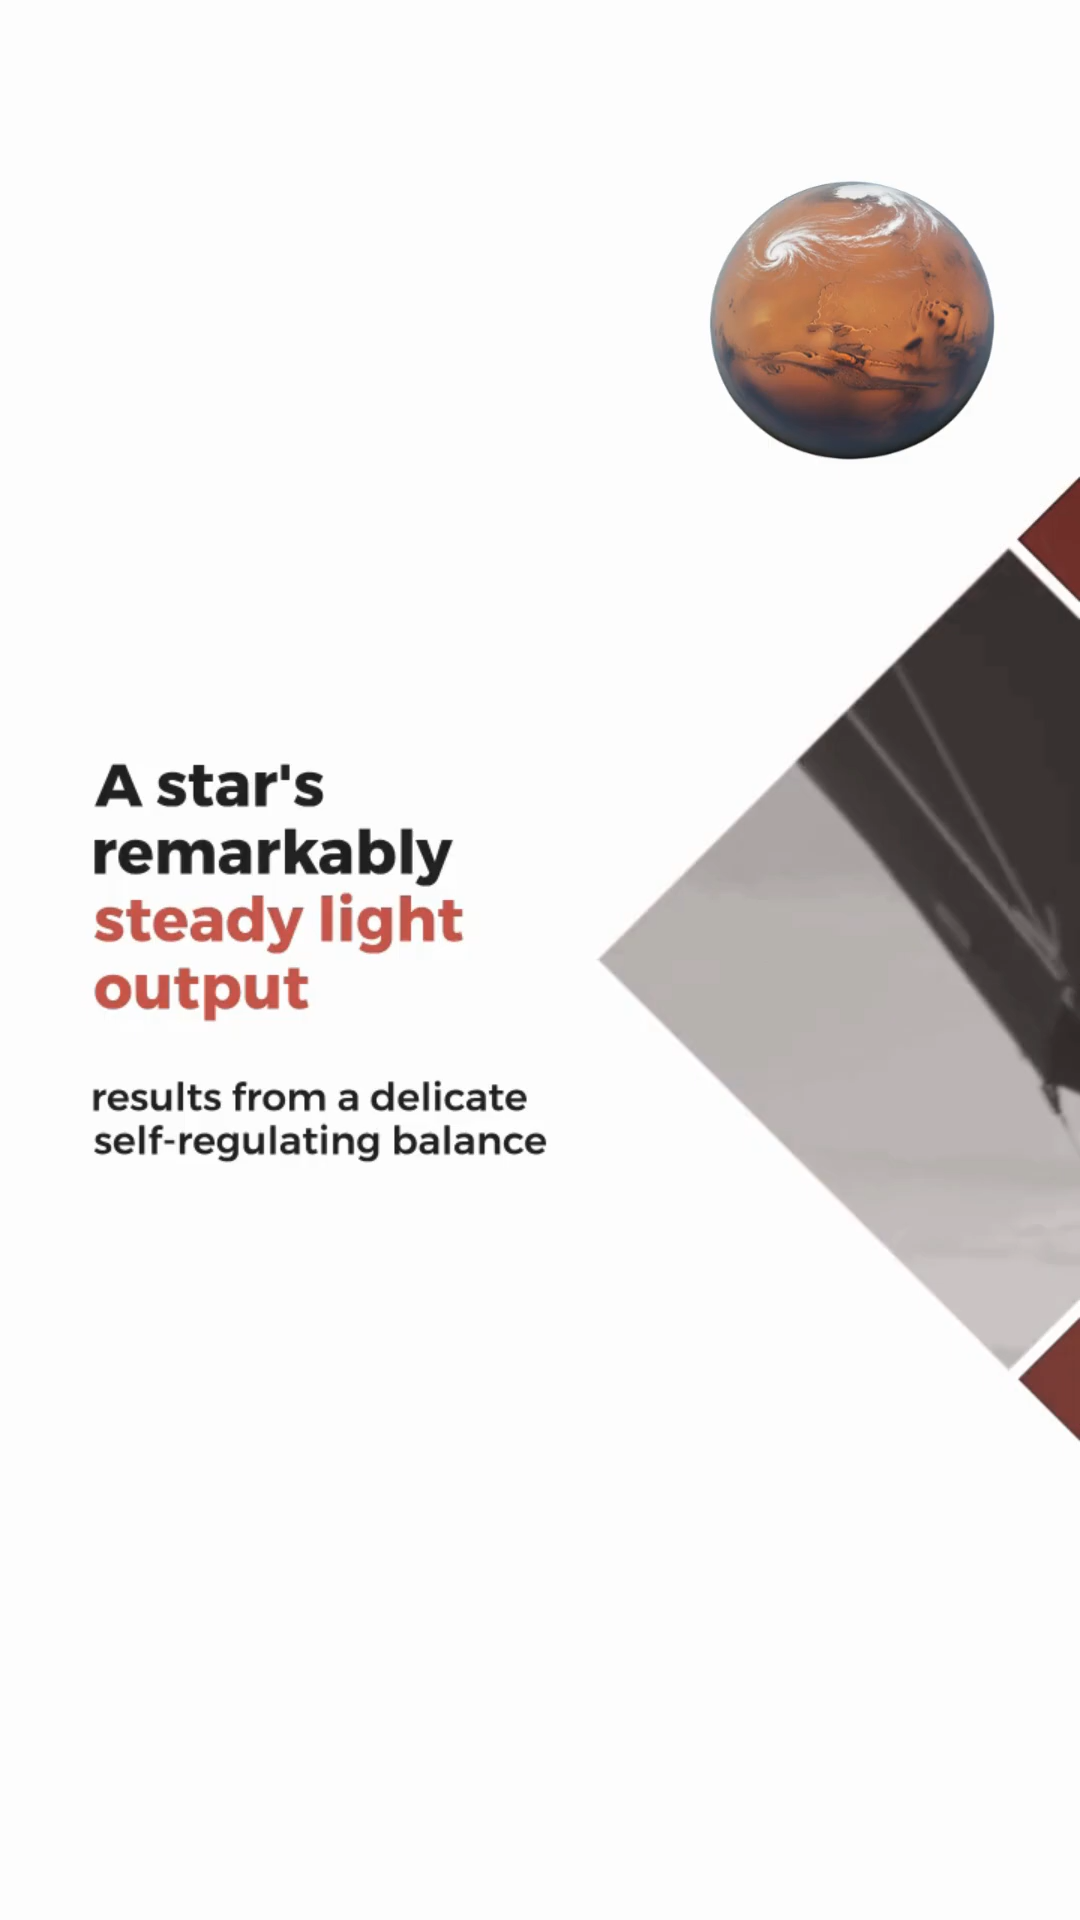 A star's
remarkably
steady light
output
results from a delicate
self-regulating balance